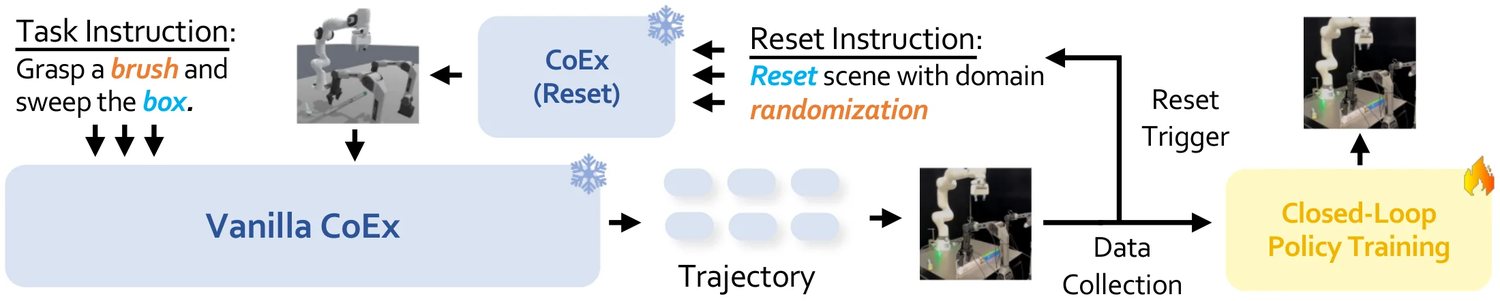 Task Instruction:
Grasp a brush and
sweep the box.
CoEx
(Reset)
Reset Instruction:
Reset scene with domain
randomization
Reset
Trigger
Vanilla CoEx
Trajectory
Data
Collection
Closed-Loop
Policy Training